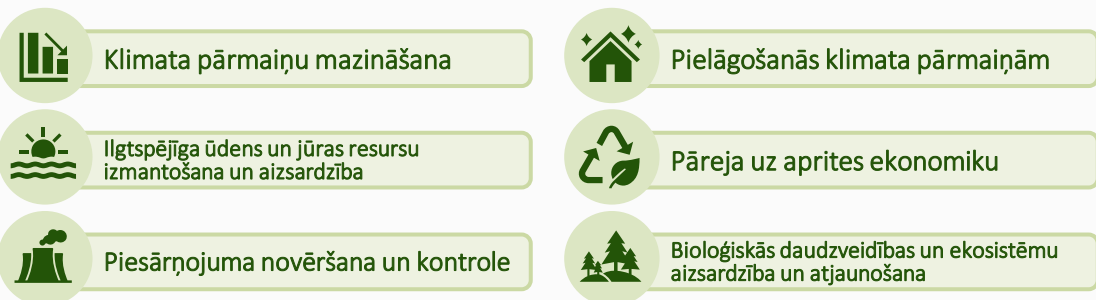 Klimata pārmaiņu mazināšana
Pielāgošanās klimata pārmaiņām
Ilgtspējīga ūdens un jūras resursu
izmantošana un aizsardzība
Pāreja uz aprites ekonomiku
Piesārņojuma novēršana un kontrole
Bioloģiskās daudzveidības un ekosistēmu
aizsardzība un atjaunošana